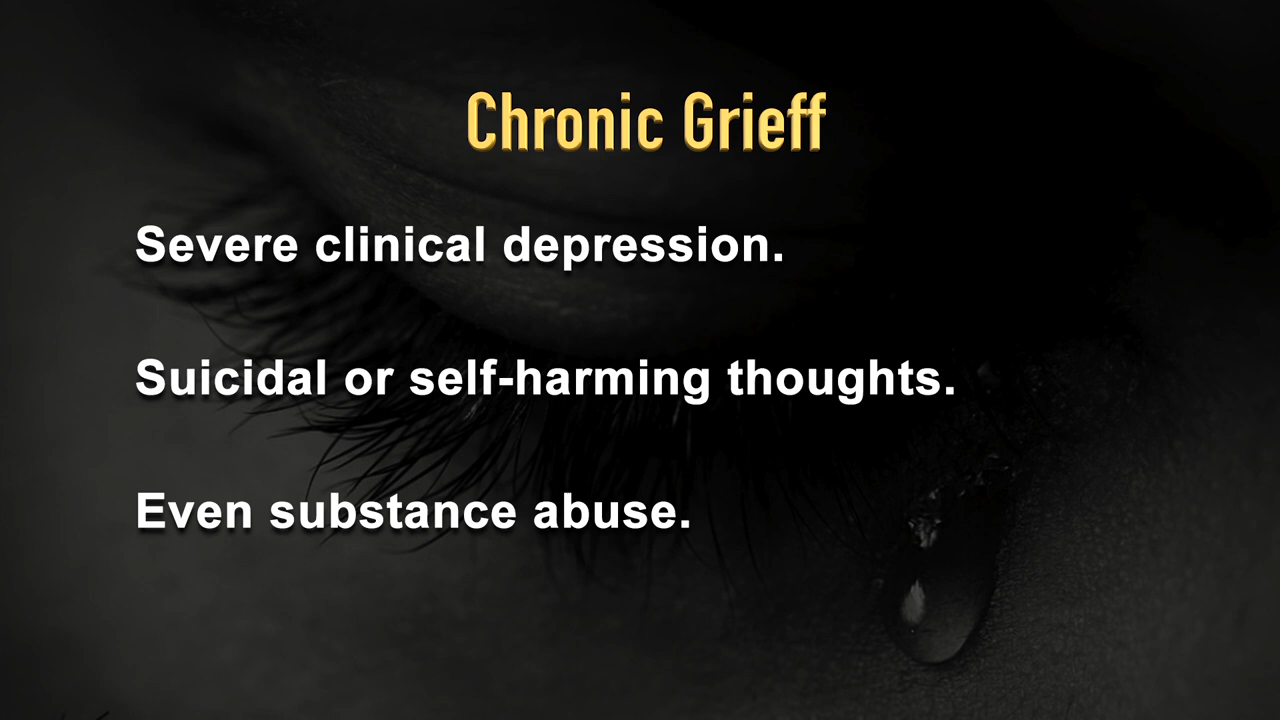 Chronic Grieff
Severe clinical depression.
Suicidal or self-harming thoughts.
Even substance abuse.